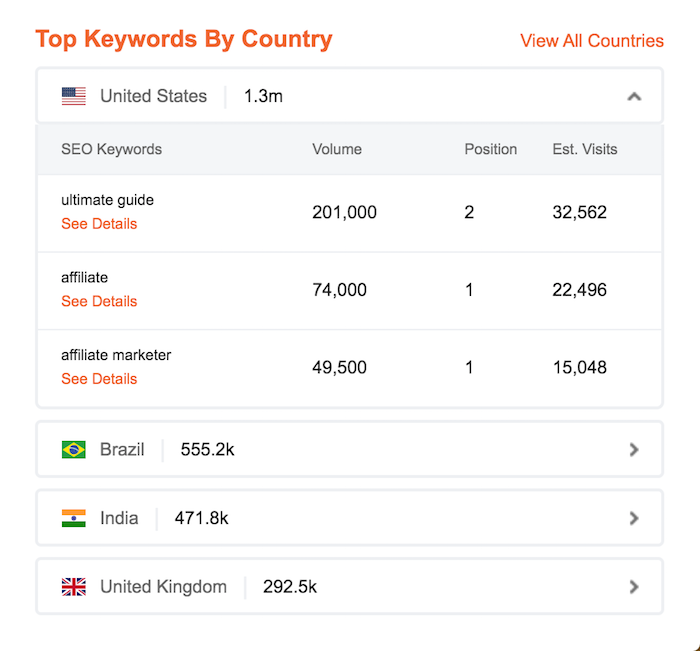 Top Keywords By Country View All Countries
United States 1.3m
SEO Keywords Volume Position Est. Visits
ultimate guide
See Details
201,000 2 32,562
affiliate
See Details
74,000 1 22,496
affiliate marketer
See Details
49,500 1 15,048
Brazil 555.2k
India 471.8k
United Kingdom 292.5k